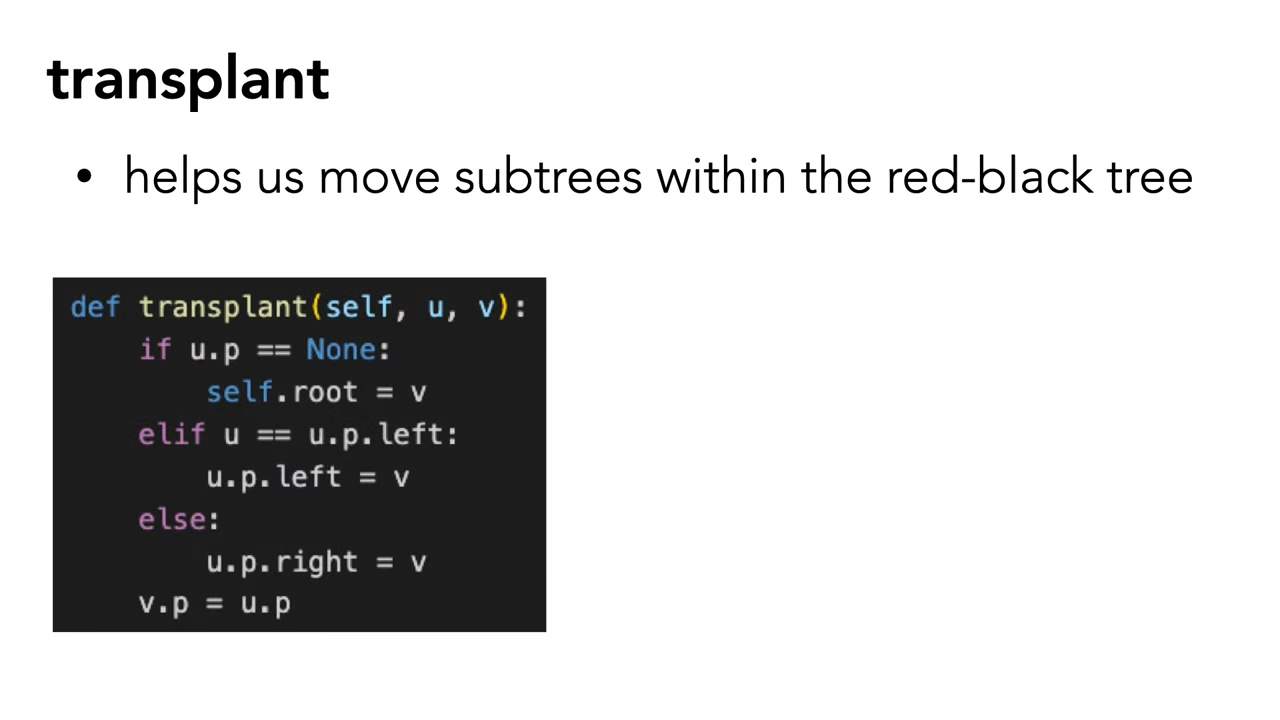 transplant
• helps us move subtrees within the red-black tree
def transplant(self, u, v):
    if u.p == None:
        self.root = v
    elif u == u.p.left:
        u.p.left = v
    else:
        u.p.right = v
    v.p = u.p